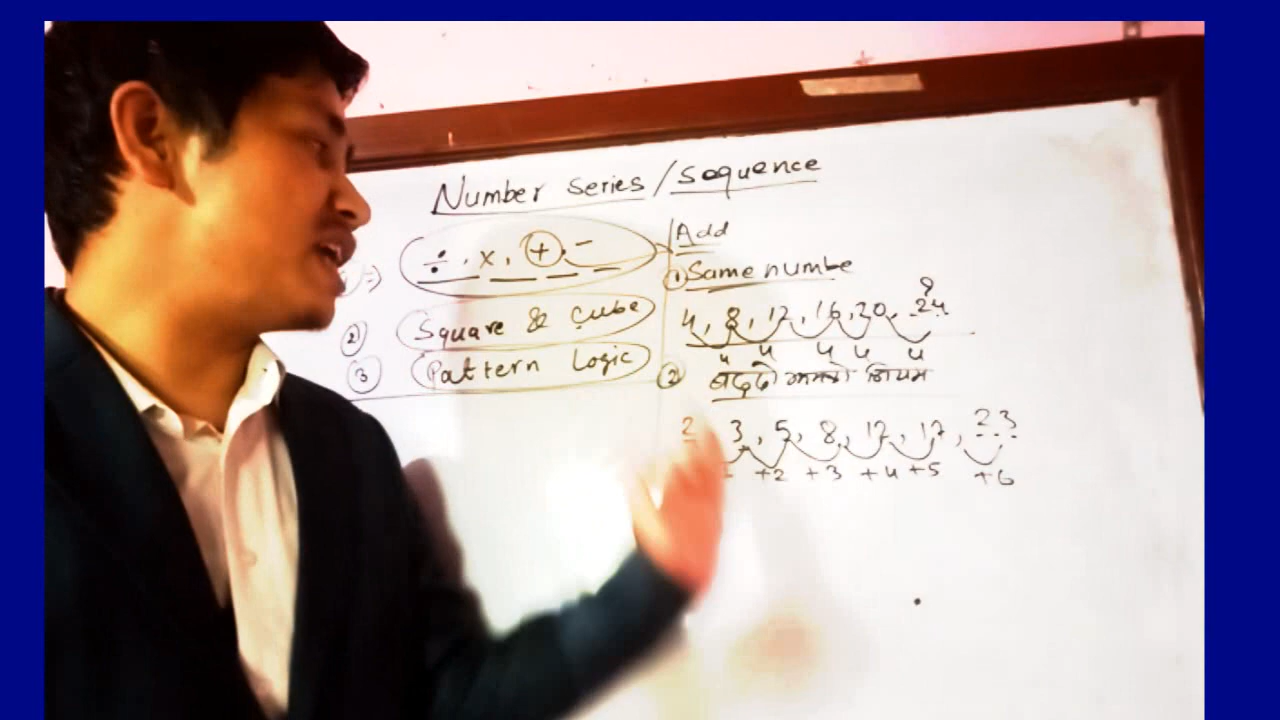 Number Series / Sequence
÷, ×, +, -
② Square & Cube
③ Pattern Logic
Add
① Same numbe
4, 8, 12, 16, 20, 24
4 4 4 4 4
② बढ्दो क्रमको नियम
2 3, 5, 8, 12, 17, 23
+2 +3 +4 +5 +6